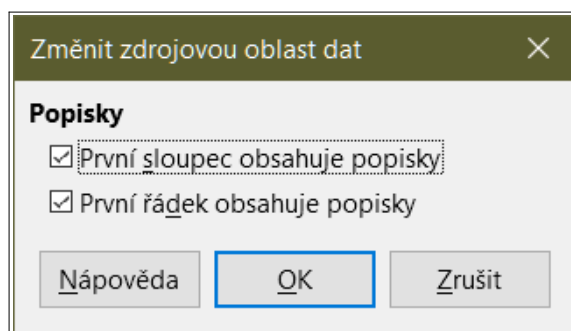 Změnit zdrojovou oblast dat
Popisky
První sloupec obsahuje popisky
První řádek obsahuje popisky
Nápověda OK Zrušit